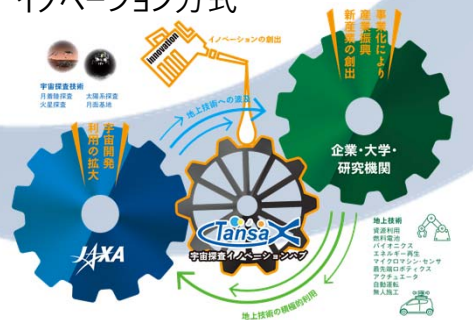 イノベーション方式
Innovation
イノベーションの創出
宇宙探査技術
月着陸探査 太陽系探査
火星探査 月面基地
宇宙開発
利用の拡大
JAXA
地上技術への波及
TansaX
宇宙探査イノベーションハブ
事業化により
産業振興
新産業の創出
企業・大学・
研究機関
地上技術
資源利用
燃料電池
バイオニクス
エネルギー再生
マイクロマシン・センサ
最先端ロボティクス
アクチュエータ
自動運転
無人施工
地上技術の積極的利用